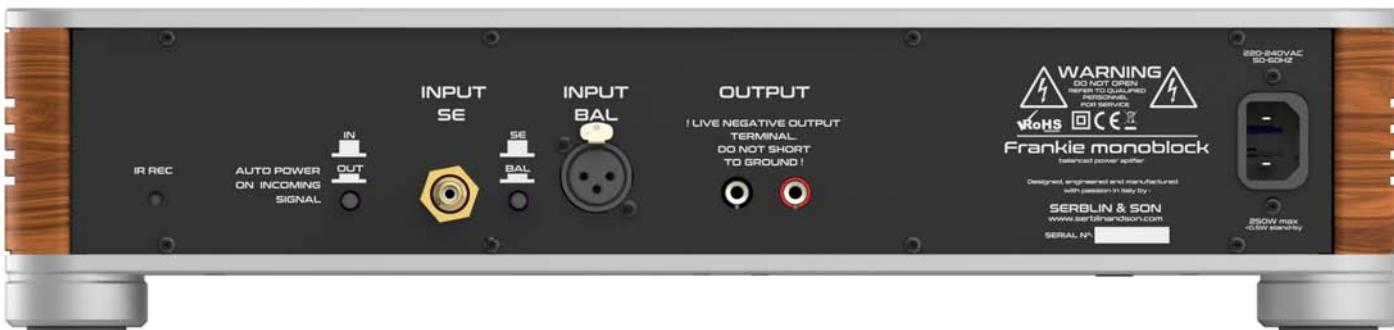 IR REC
AUTO POWER
ON INCOMING
SIGNAL
IN
OUT
INPUT
SE
SE
BAL
INPUT
BAL
OUTPUT
! LIVE NEGATIVE OUTPUT
TERMINAL.
DO NOT SHORT
TO GROUND !
WARNING
DO NOT OPEN
REFER TO QUALIFIED
PERSONNEL
FOR SERVICE
RoHS CE
Frankie monoblock
balanced power aplifier
Designed, engineered and manufactured
with passion in Italy by :
SERBLIN & SON
www.serblinandson.com
SERIAL N°:
220-240VAC
50-60HZ
250W max
<0.5W stand-by